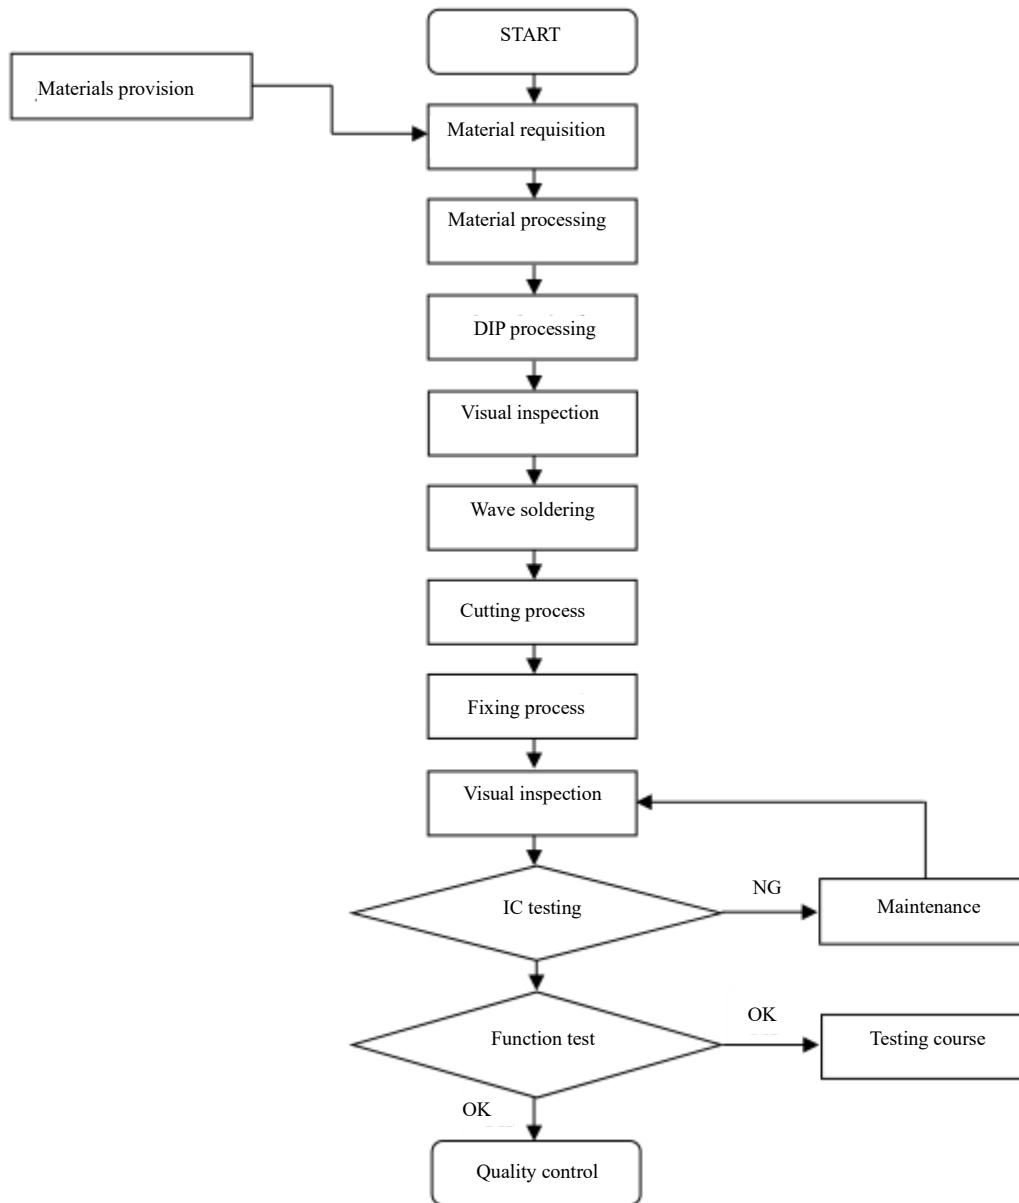 START
Materials provision
Material requisition
Material processing
DIP processing
Visual inspection
Wave soldering
Cutting process
Fixing process
Visual inspection
IC testing
NG
Maintenance
Function test
OK
Testing course
OK
Quality control